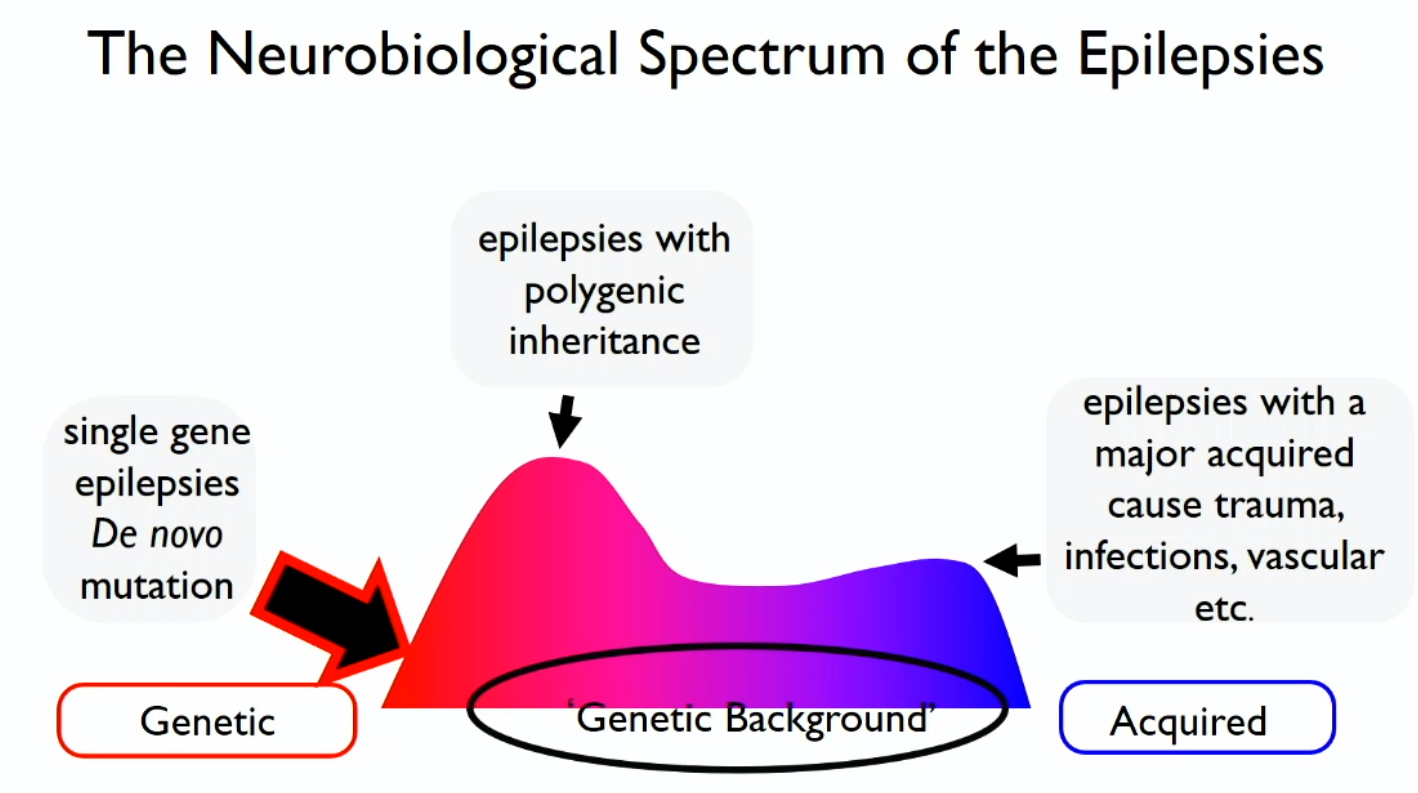 The Neurobiological Spectrum of the Epilepsies
epilepsies with
polygenic
inheritance
single gene
epilepsies
De novo
mutation
epilepsies with a
major acquired
cause trauma,
infections, vascular
etc.
Genetic
‘Genetic Background’
Acquired